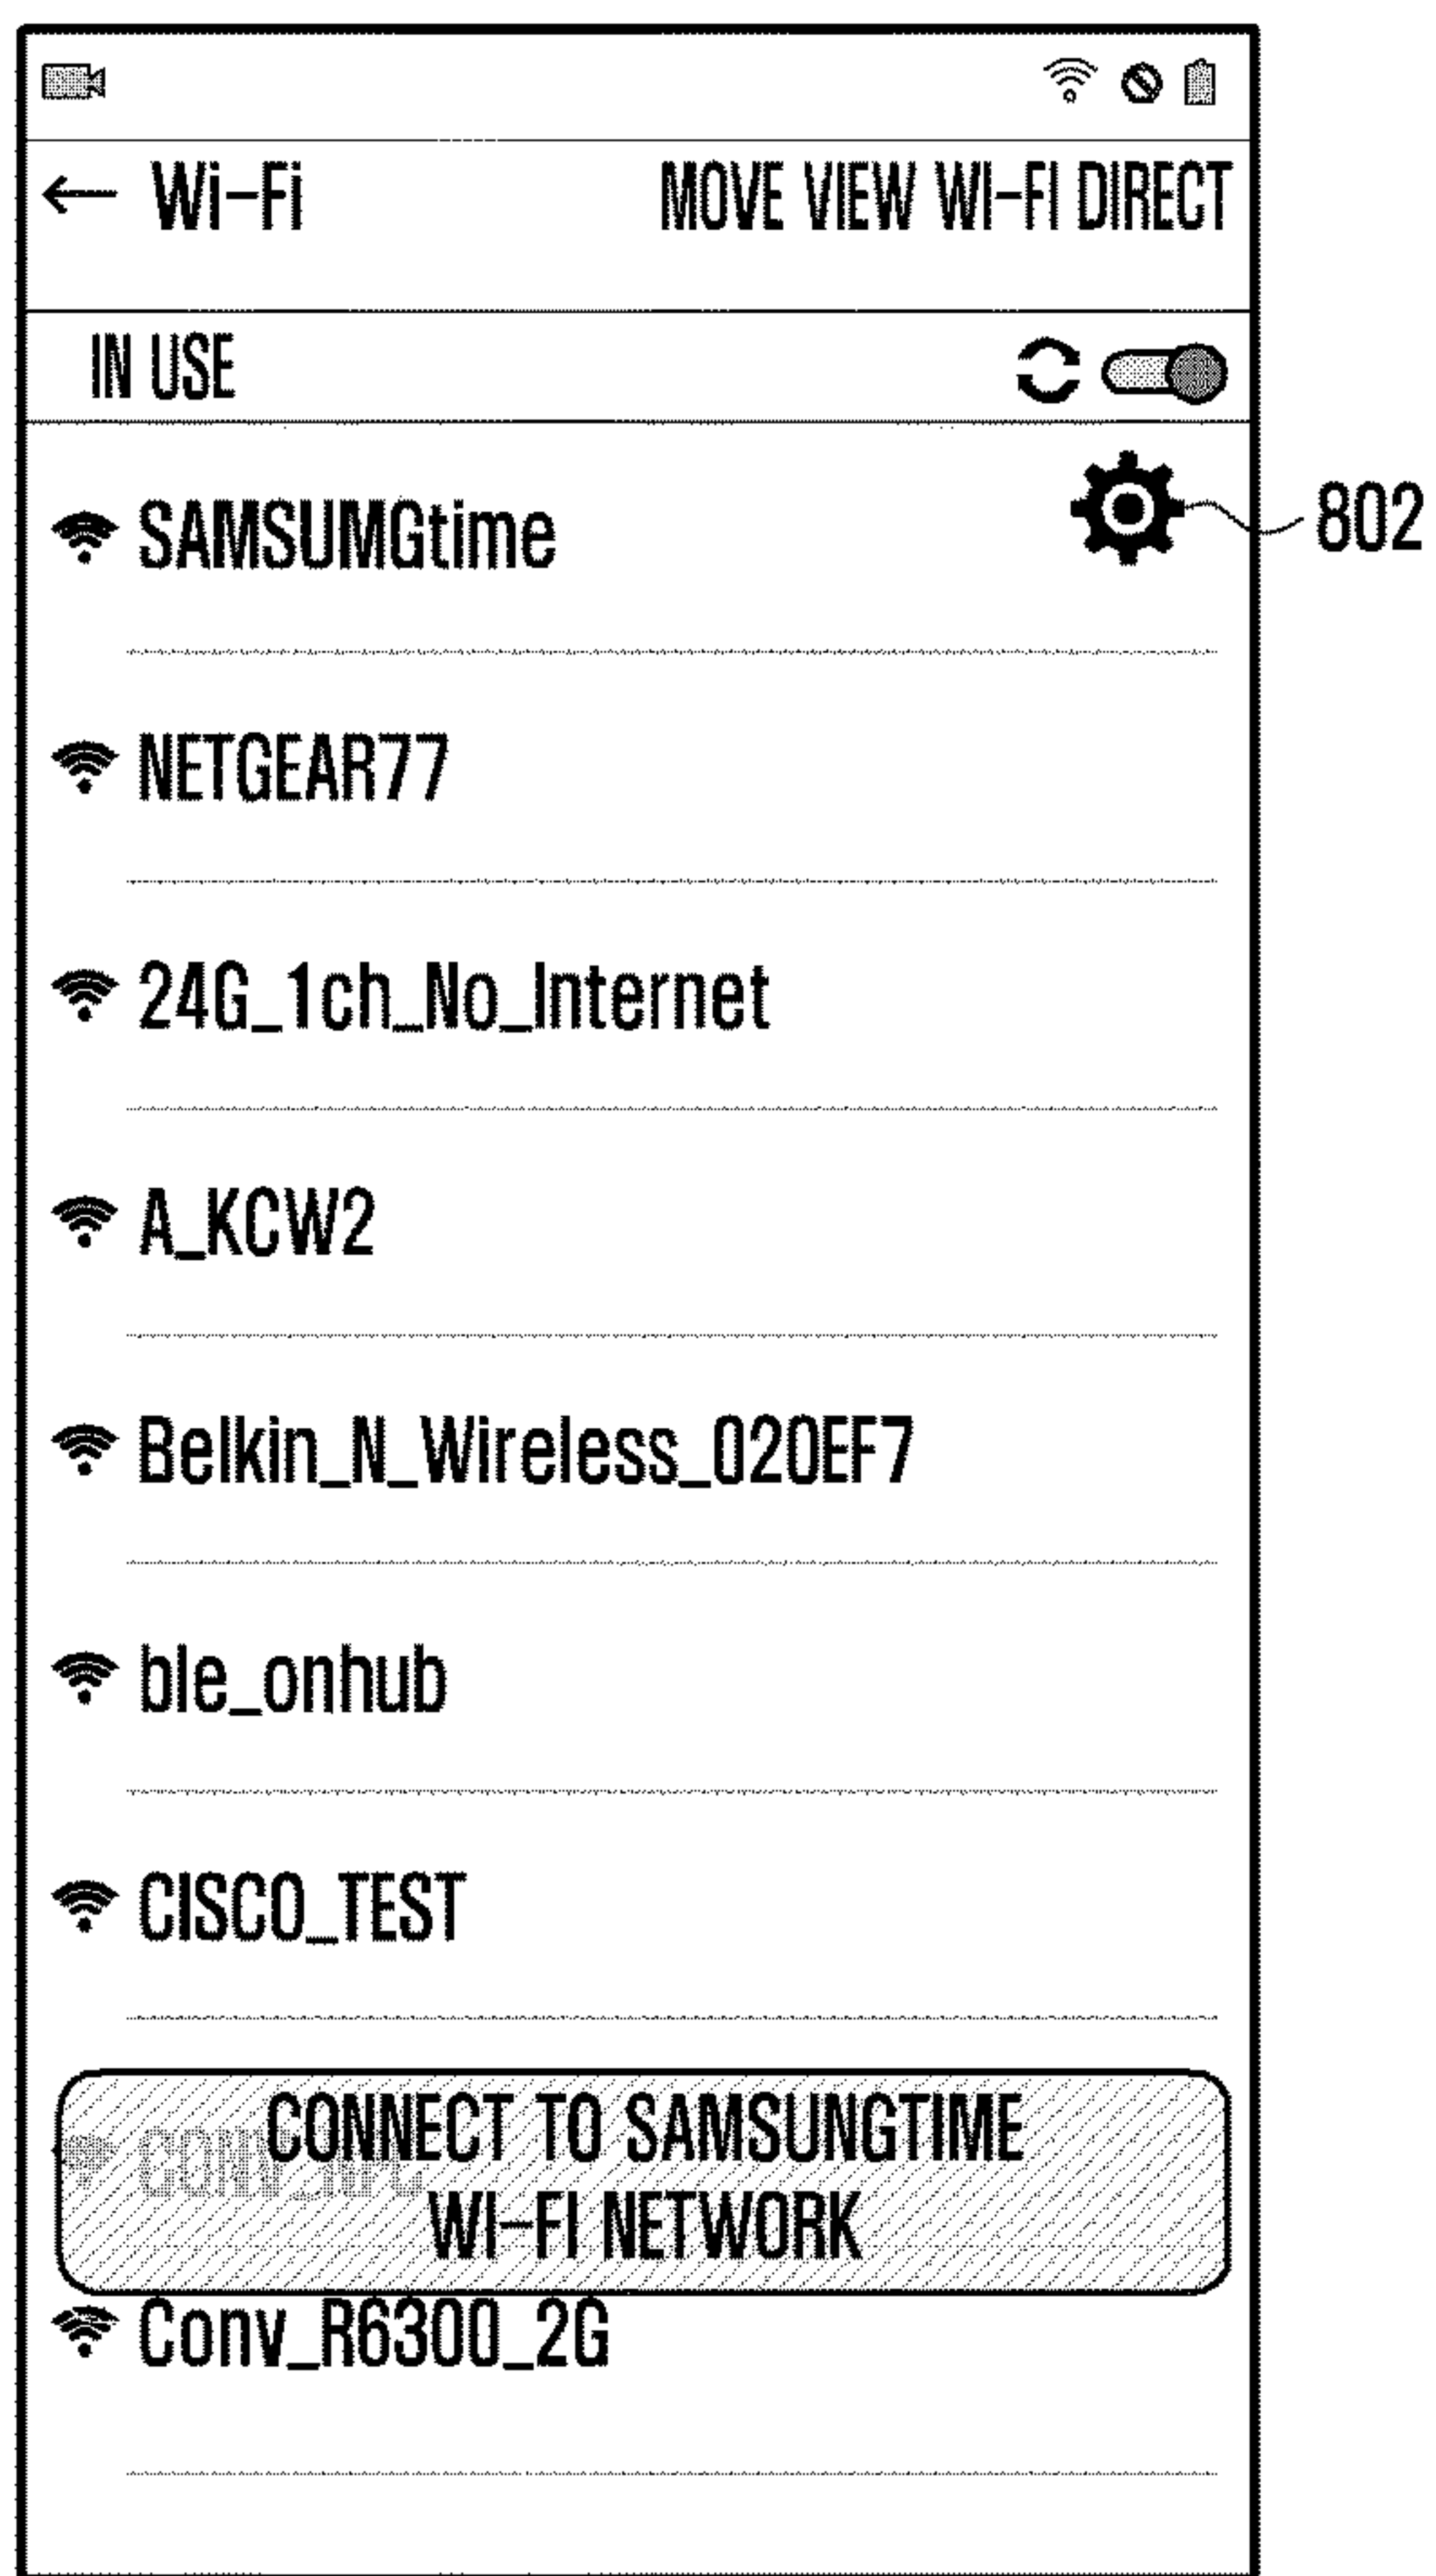 Wi-Fi MOVE VIEW WI-FI DIRECT
IN USE
SAMSUMGtime
802
NETGEAR77
24G_1ch_No_Internet
A_KCW2
Belkin_N_Wireless_020EF7
ble_onhub
CISCO_TEST
CONNECT TO SAMSUNGTIME
WI-FI NETWORK
Conv_R6300_2G